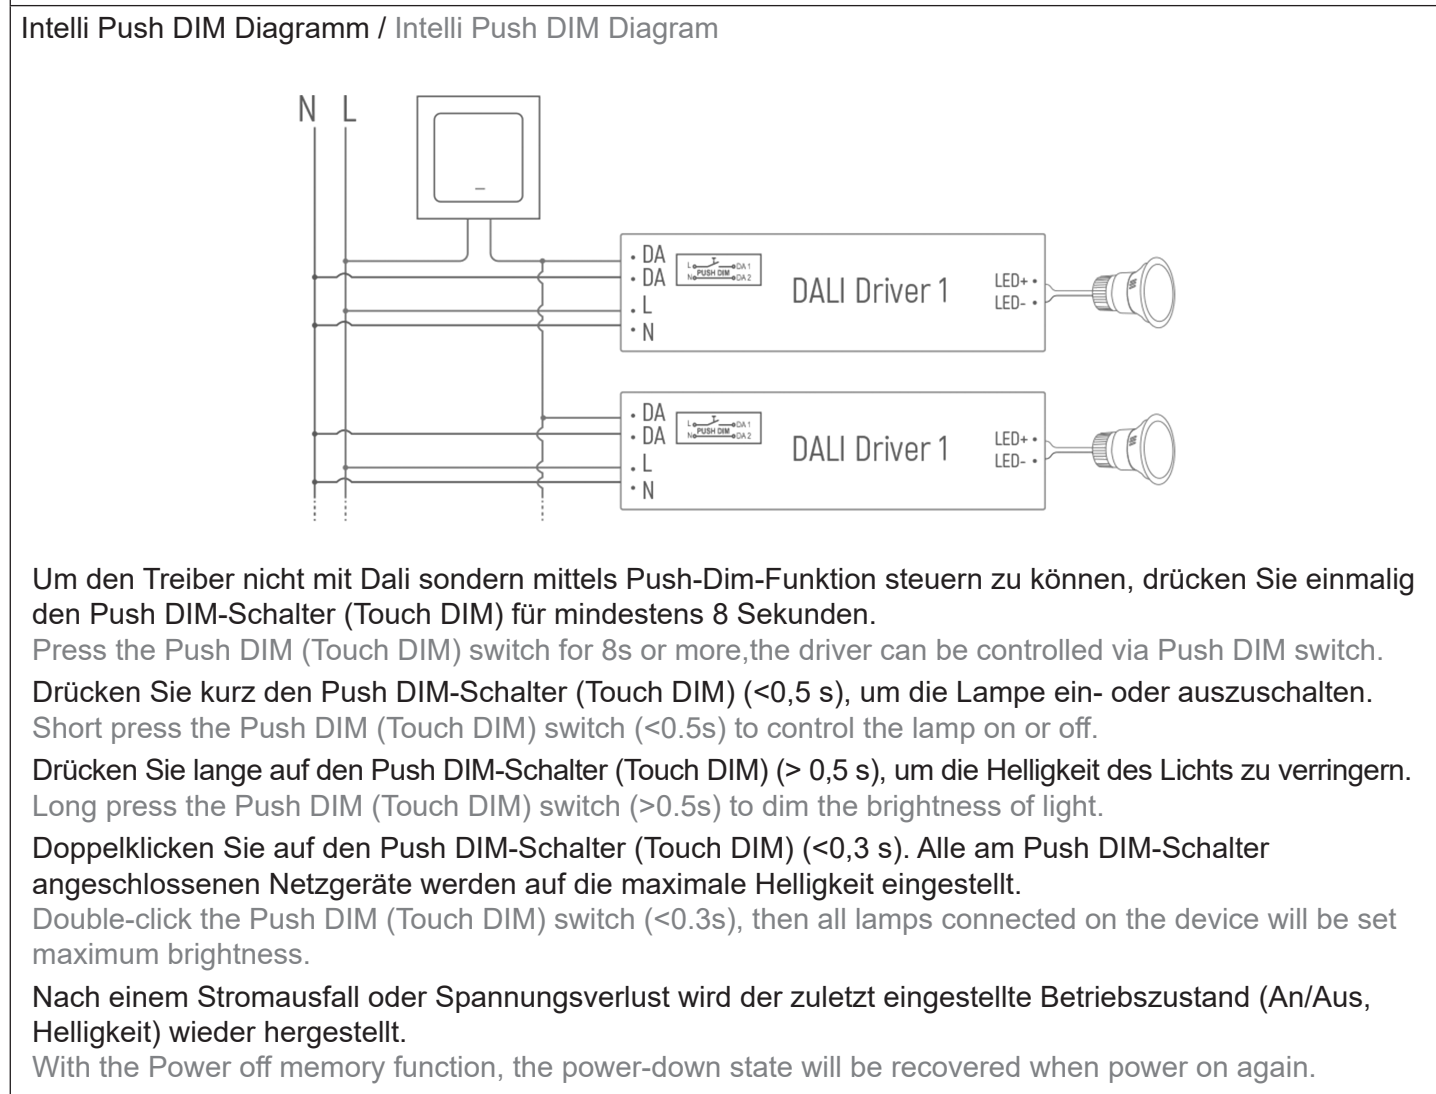 Intelli Push DIM Diagramm / Intelli Push DIM Diagram
N L
DA
DA
L
N
L DA 1
PUSH DIM
N DA 2
DALI Driver 1
LED+
LED-
DA
DA
L
N
L DA 1
PUSH DIM
N DA 2
DALI Driver 1
LED+
LED-
Um den Treiber nicht mit Dali sondern mittels Push-Dim-Funktion steuern zu können, drücken Sie einmalig
den Push DIM-Schalter (Touch DIM) für mindestens 8 Sekunden.
Press the Push DIM (Touch DIM) switch for 8s or more,the driver can be controlled via Push DIM switch.
Drücken Sie kurz den Push DIM-Schalter (Touch DIM) (<0,5 s), um die Lampe ein- oder auszuschalten.
Short press the Push DIM (Touch DIM) switch (<0.5s) to control the lamp on or off.
Drücken Sie lange auf den Push DIM-Schalter (Touch DIM) (> 0,5 s), um die Helligkeit des Lichts zu verringern.
Long press the Push DIM (Touch DIM) switch (>0.5s) to dim the brightness of light.
Doppelklicken Sie auf den Push DIM-Schalter (Touch DIM) (<0,3 s). Alle am Push DIM-Schalter
angeschlossenen Netzgeräte werden auf die maximale Helligkeit eingestellt.
Double-click the Push DIM (Touch DIM) switch (<0.3s), then all lamps connected on the device will be set
maximum brightness.
Nach einem Stromausfall oder Spannungsverlust wird der zuletzt eingestellte Betriebszustand (An/Aus,
Helligkeit) wieder hergestellt.
With the Power off memory function, the power-down state will be recovered when power on again.